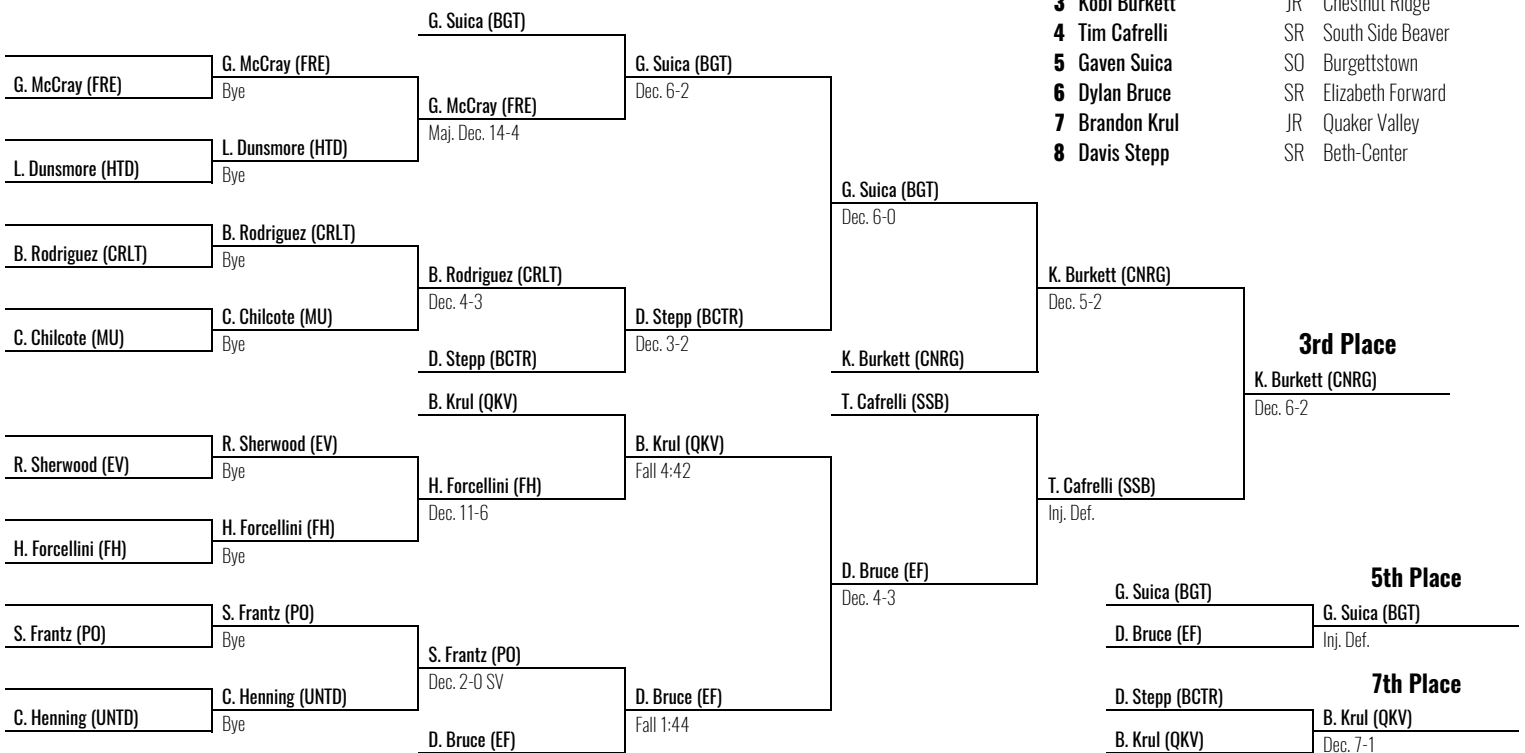 G. McCray (FRE)
L. Dunsmore (HTD)
B. Rodriguez (CRLT)
C. Chilcote (MU)
R. Sherwood (EV)
H. Forcellini (FH)
S. Frantz (PO)
C. Henning (UNTD)
G. McCray (FRE)
Bye
L. Dunsmore (HTD)
Bye
B. Rodriguez (CRLT)
Bye
C. Chilcote (MU)
Bye
R. Sherwood (EV)
Bye
H. Forcellini (FH)
Bye
S. Frantz (PO)
Bye
C. Henning (UNTD)
Bye
G. Suica (BGT)
G. McCray (FRE)
Maj. Dec. 14-4
B. Rodriguez (CRLT)
Dec. 4-3
D. Stepp (BCTR)
B. Krul (QKV)
H. Forcellini (FH)
Dec. 11-6
S. Frantz (PO)
Dec. 2-0 SV
D. Bruce (EF)
G. Suica (BGT)
Dec. 6-2
D. Stepp (BCTR)
Dec. 3-2
B. Krul (QKV)
Fall 4:42
D. Bruce (EF)
Fall 1:44
G. Suica (BGT)
Dec. 6-0
K. Burkett (CNRG)
T. Cafrelli (SSB)
D. Bruce (EF)
Dec. 4-3
K. Burkett (CNRG)
Dec. 5-2
T. Cafrelli (SSB)
Inj. Def.
3rd Place
K. Burkett (CNRG)
Dec. 6-2
3 Kobi Burkett JR Chestnut Ridge
4 Tim Cafrelli SR South Side Beaver
5 Gaven Suica SO Burgettstown
6 Dylan Bruce SR Elizabeth Forward
7 Brandon Krul JR Quaker Valley
8 Davis Stepp SR Beth-Center
5th Place
G. Suica (BGT)
D. Bruce (EF)
G. Suica (BGT)
Inj. Def.
7th Place
D. Stepp (BCTR)
B. Krul (QKV)
B. Krul (QKV)
Dec. 7-1